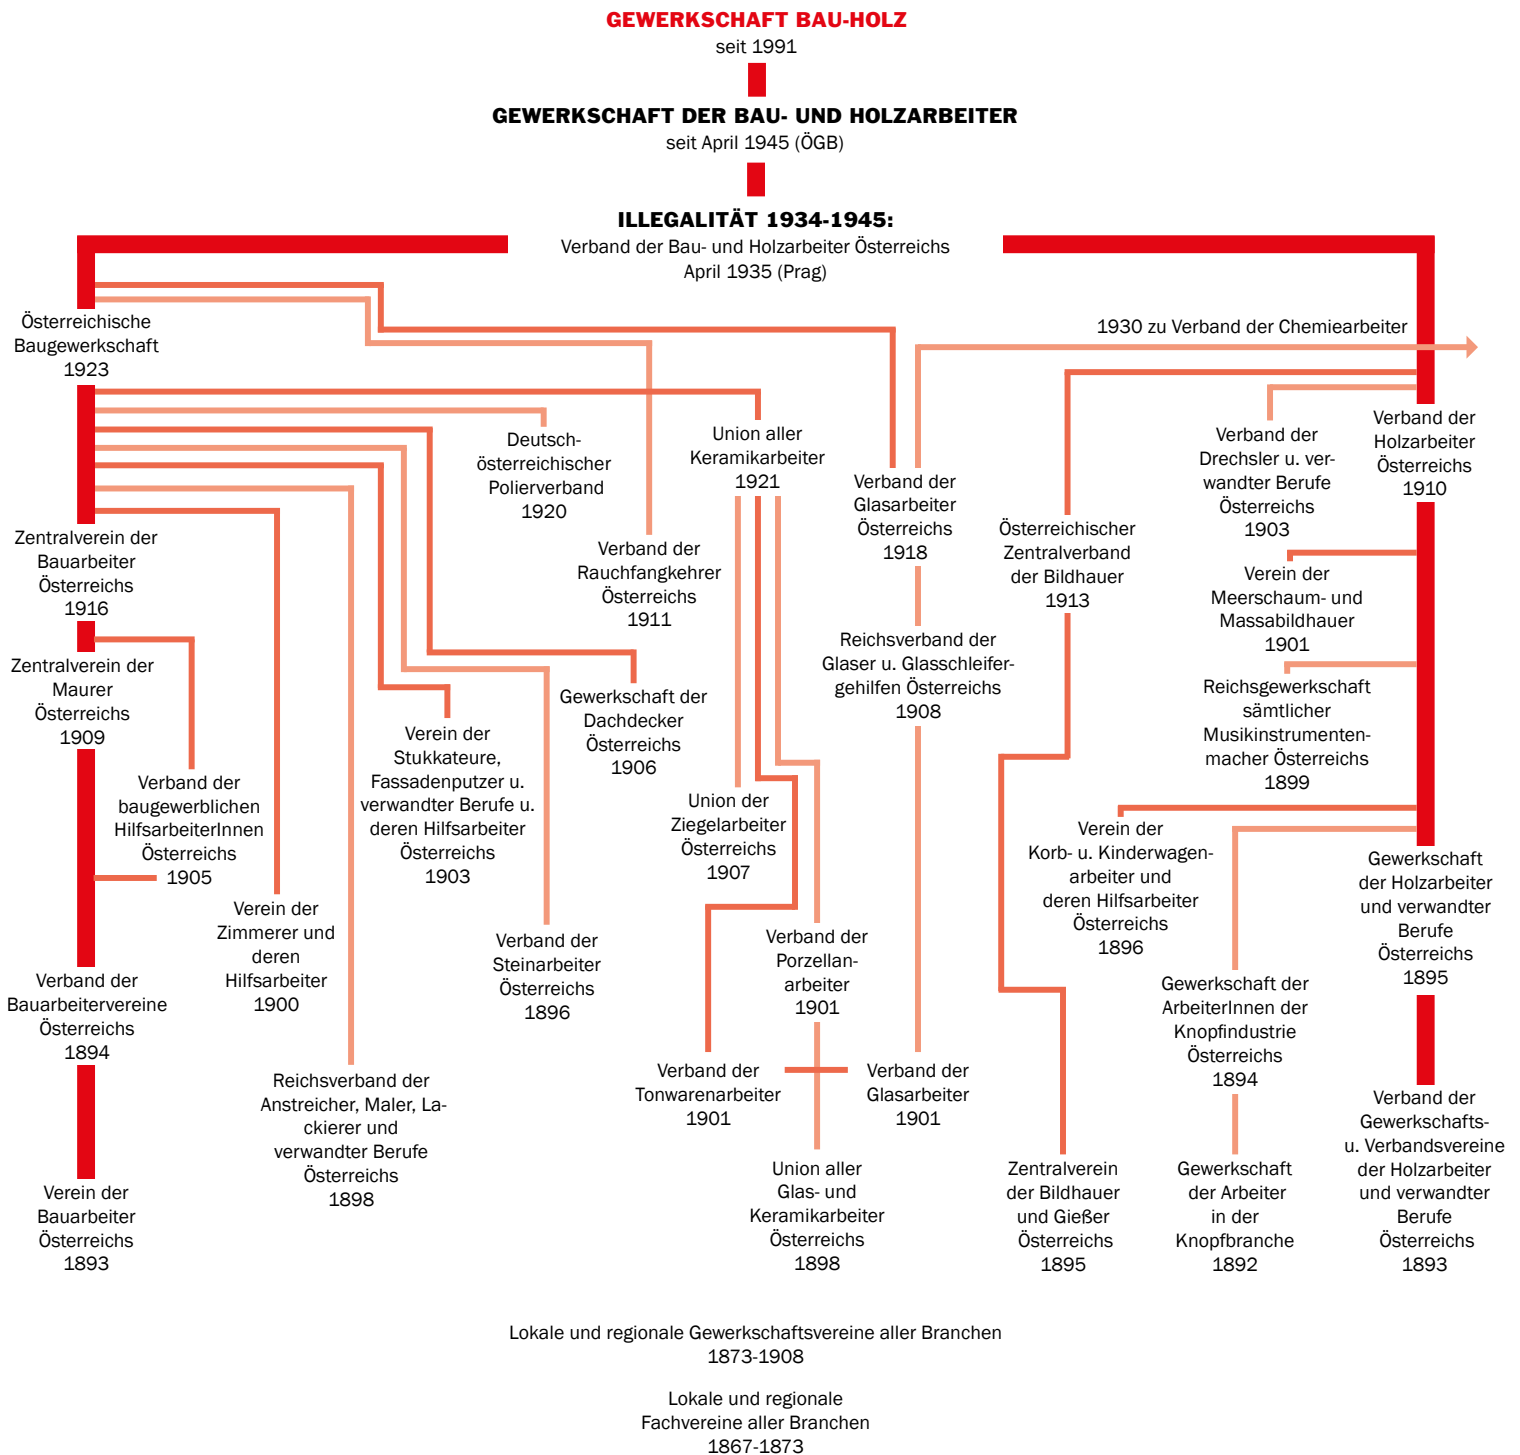 GEWERKSCHAFT BAU-HOLZ
seit 1991
GEWERKSCHAFT DER BAU- UND HOLZARBEITER
seit April 1945 (ÖGB)
ILLEGALITÄT 1934-1945:
Verband der Bau- und Holzarbeiter Österreichs
April 1935 (Prag)
Österreichische
Baugewerkschaft
1923
1930 zu Verband der Chemiearbeiter
Deutsch-
österreichischer
Polierverband
1920
Union aller
Keramikarbeiter
1921
Verband der
Glasarbeiter
Österreichs
1918
Verband der
Drechsler u. ver-
wandter Berufe
Österreichs
1903
Verband der
Holzarbeiter
Österreichs
1910
Zentralverein der
Bauarbeiter
Österreichs
1916
Verband der
Rauchfangkehrer
Österreichs
1911
Österreichischer
Zentralverband
der Bildhauer
1913
Verein der
Meerschaum- und
Massabildhauer
1901
Zentralverein der
Maurer
Österreichs
1909
Gewerkschaft der
Dachdecker
Österreichs
1906
Reichsverband der
Glaser u. Glasschleifer-
gehilfen Österreichs
1908
Reichsgewerkschaft
sämtlicher
Musikinstrumenten-
macher Österreichs
1899
Verband der
baugewerblichen
HilfsarbeiterInnen
Österreichs
1905
Verein der
Stukkateure,
Fassadenputzer u.
verwandter Berufe u.
deren Hilfsarbeiter
Österreichs
1903
Union der
Ziegelarbeiter
Österreichs
1907
Verein der
Korb- u. Kinderwagen-
arbeiter und
deren Hilfsarbeiter
Österreichs
1896
Gewerkschaft
der Holzarbeiter
und verwandter
Berufe
Österreichs
1895
Verein der
Zimmerer und
deren
Hilfsarbeiter
1900
Verband der
Steinarbeiter
Österreichs
1896
Verband der
Porzellan-
arbeiter
1901
Verband der
Bauarbeitervereine
Österreichs
1894
Gewerkschaft der
ArbeiterInnen der
Knopfindustrie
Österreichs
1894
Reichsverband der
Anstreicher, Maler, La-
ckierer und
verwandter Berufe
Österreichs
1898
Verband der
Tonwarenarbeiter
1901
Verband der
Glasarbeiter
1901
Verband der
Gewerkschafts-
u. Verbandsvereine
der Holzarbeiter
und verwandter
Berufe
Österreichs
1893
Verein der
Bauarbeiter
Österreichs
1893
Union aller
Glas- und
Keramikarbeiter
Österreichs
1898
Zentralverein
der Bildhauer
und Gießer
Österreichs
1895
Gewerkschaft
der Arbeiter
in der
Knopfbranche
1892
Lokale und regionale Gewerkschaftsvereine aller Branchen
1873-1908
Lokale und regionale
Fachvereine aller Branchen
1867-1873